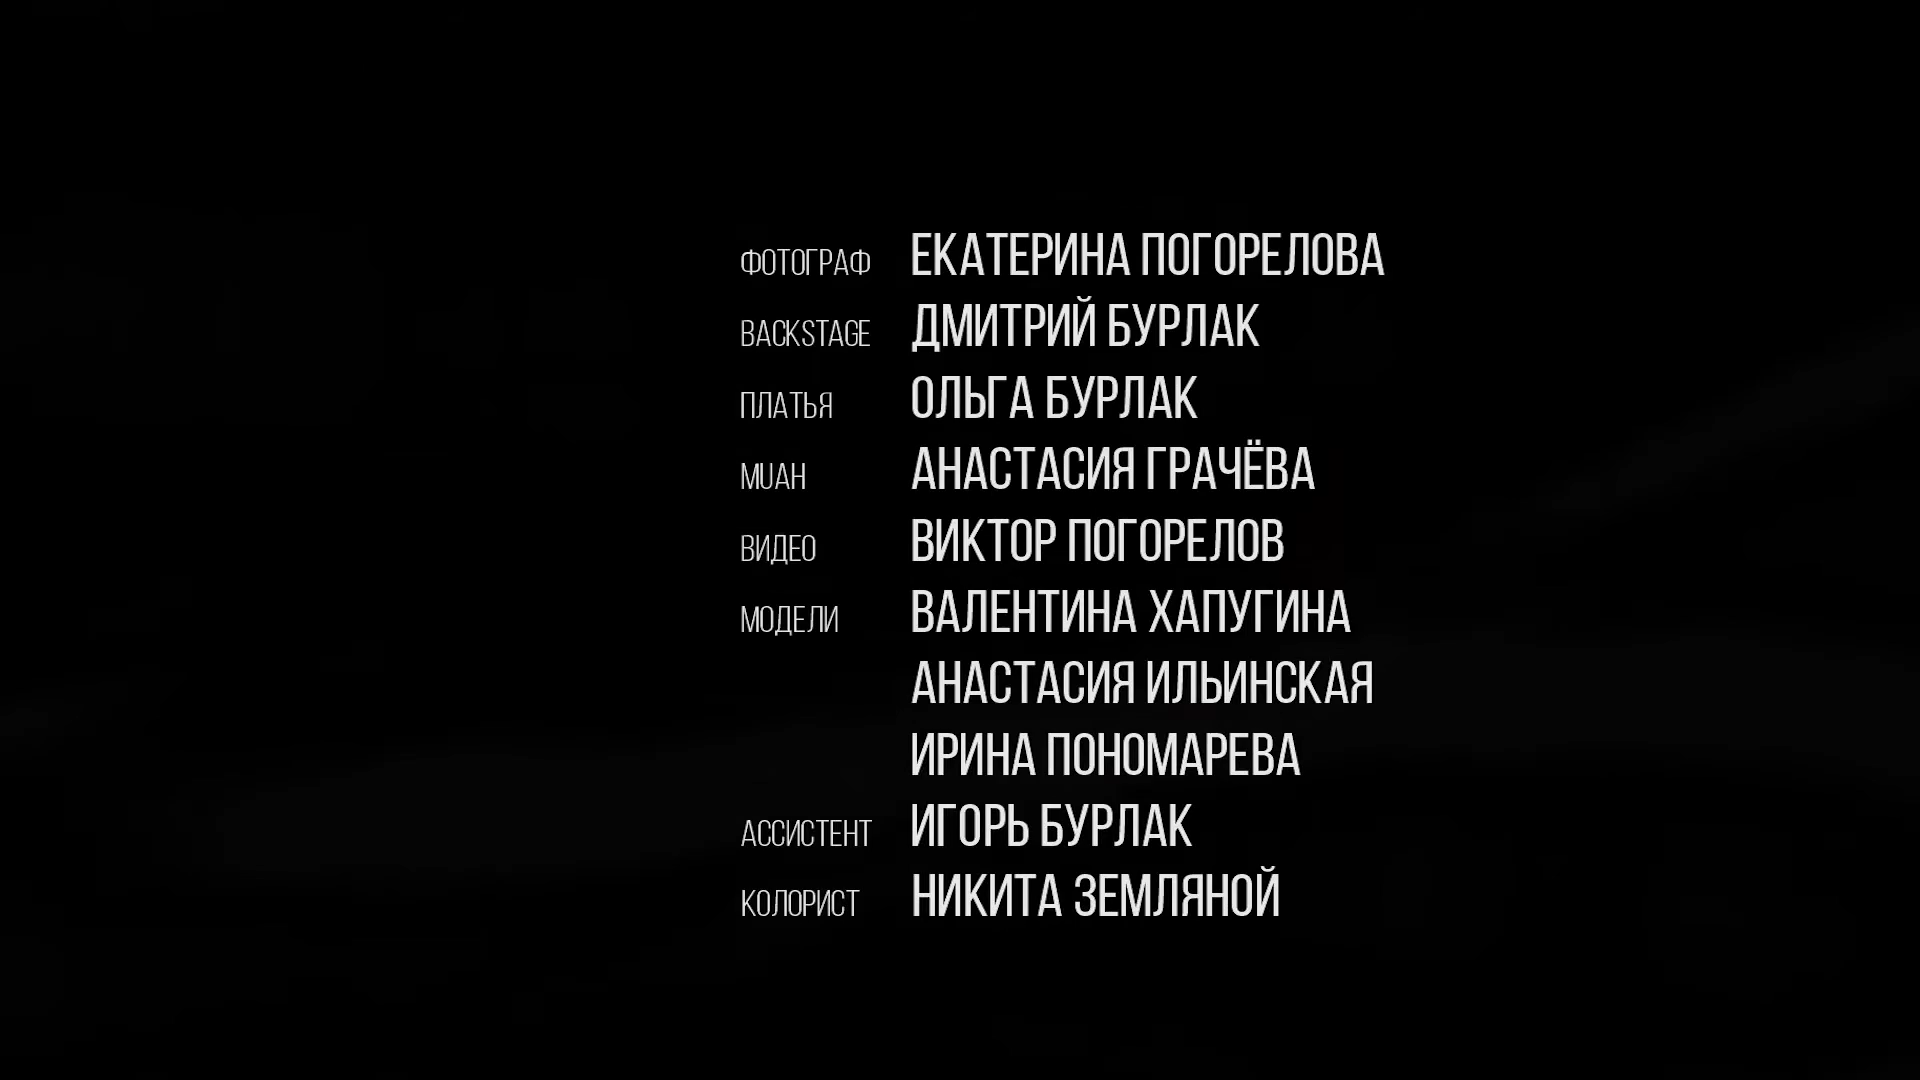 ФОТОГРАФ ЕКАТЕРИНА ПОГОРЕЛОВА
BACKSTAGE ДМИТРИЙ БУРЛАК
ПЛАТЬЯ ОЛЬГА БУРЛАК
MUAH АНАСТАСИЯ ГРАЧЁВА
ВИДЕО ВИКТОР ПОГОРЕЛОВ
МОДЕЛИ ВАЛЕНТИНА ХАПУГИНА
АНАСТАСИЯ ИЛЬИНСКАЯ
ИРИНА ПОНОМАРЕВА
АССИСТЕНТ ИГОРЬ БУРЛАК
КОЛОРИСТ НИКИТА ЗЕМЛЯНОЙ